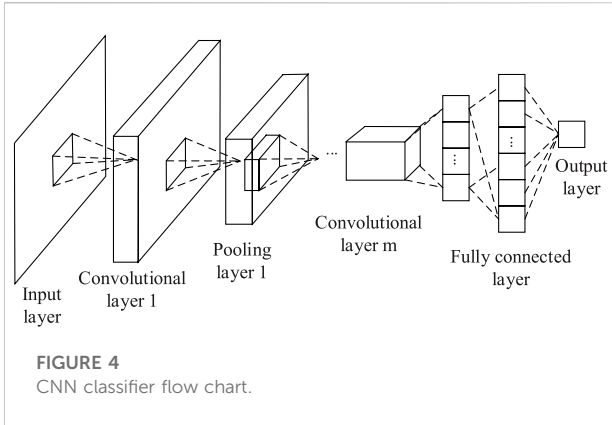 Input
layer
Convolutional
layer 1
Pooling
layer 1
...
Convolutional
layer m
...
...
Fully connected
layer
Output
layer
FIGURE 4
CNN classifier flow chart.